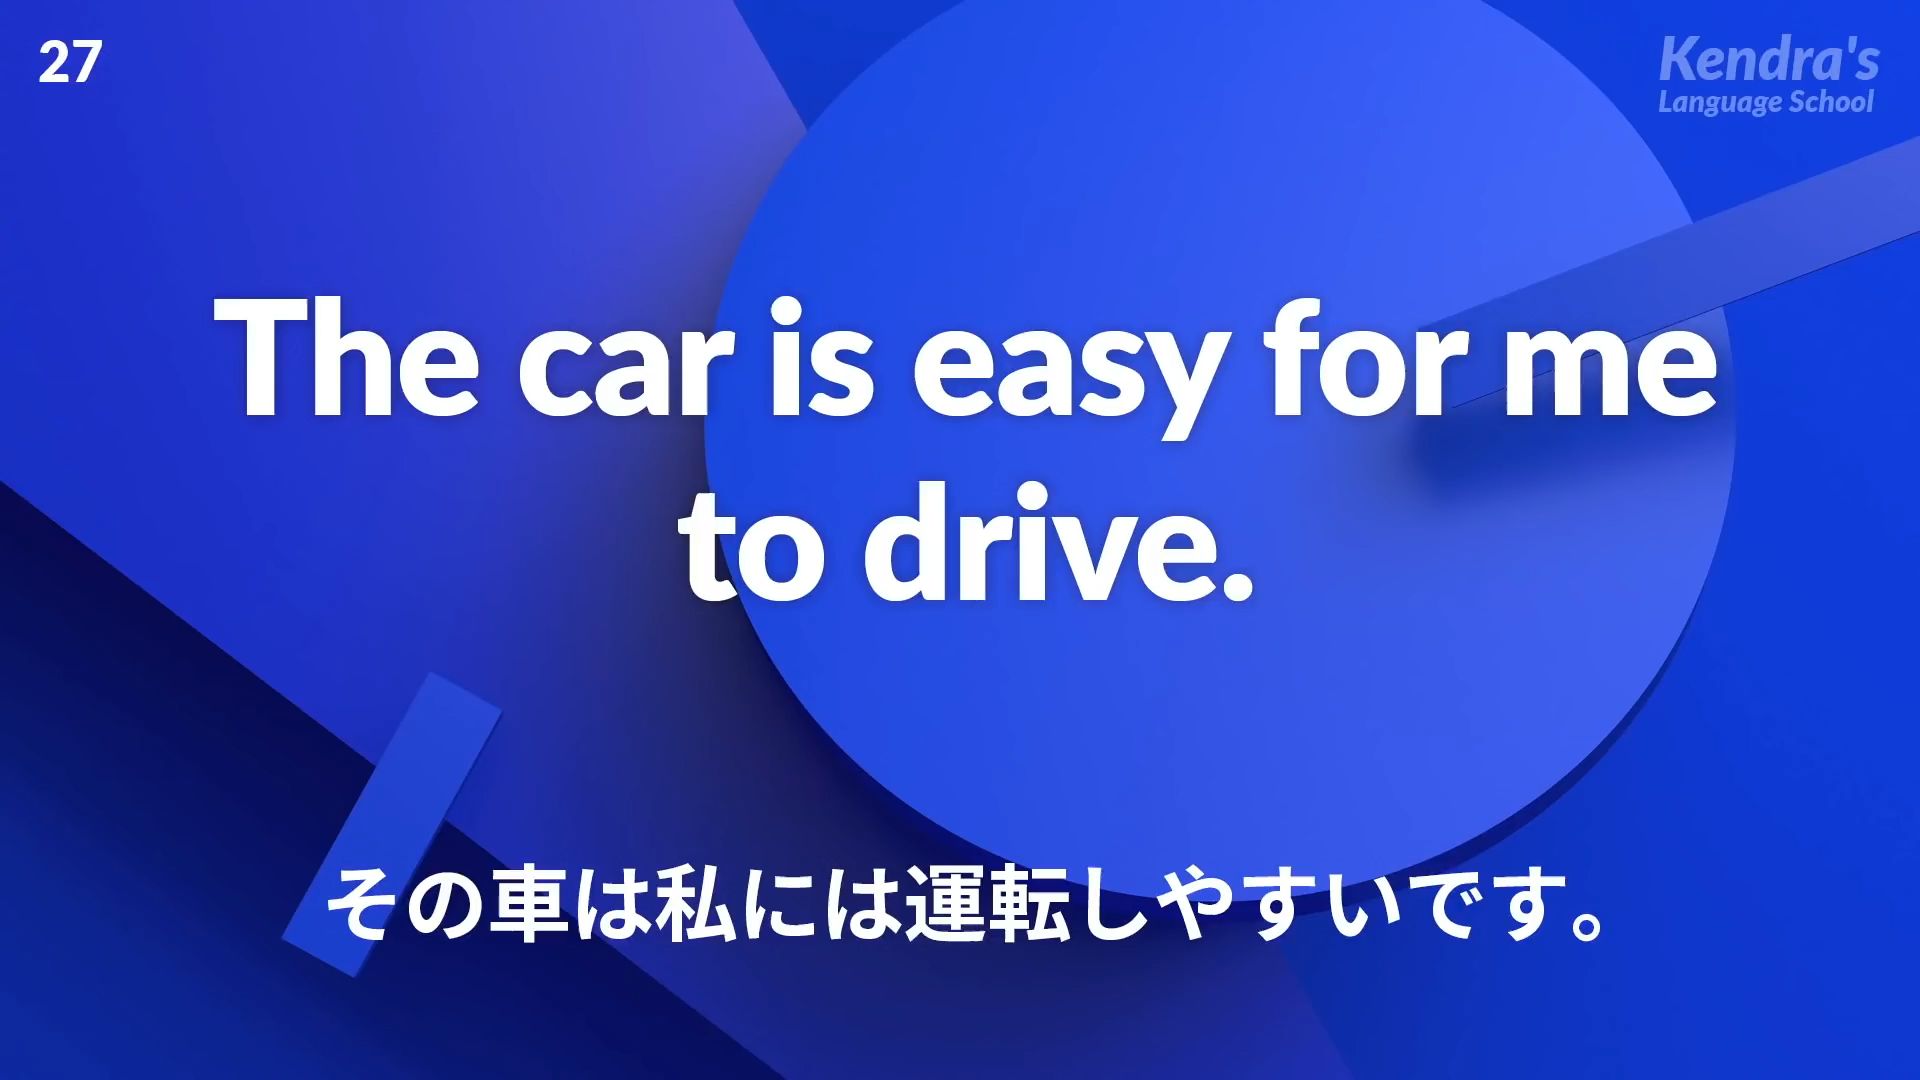 27
Kendra's
Language School
The car is easy for me
to drive.
その車は私には運転しやすいです。